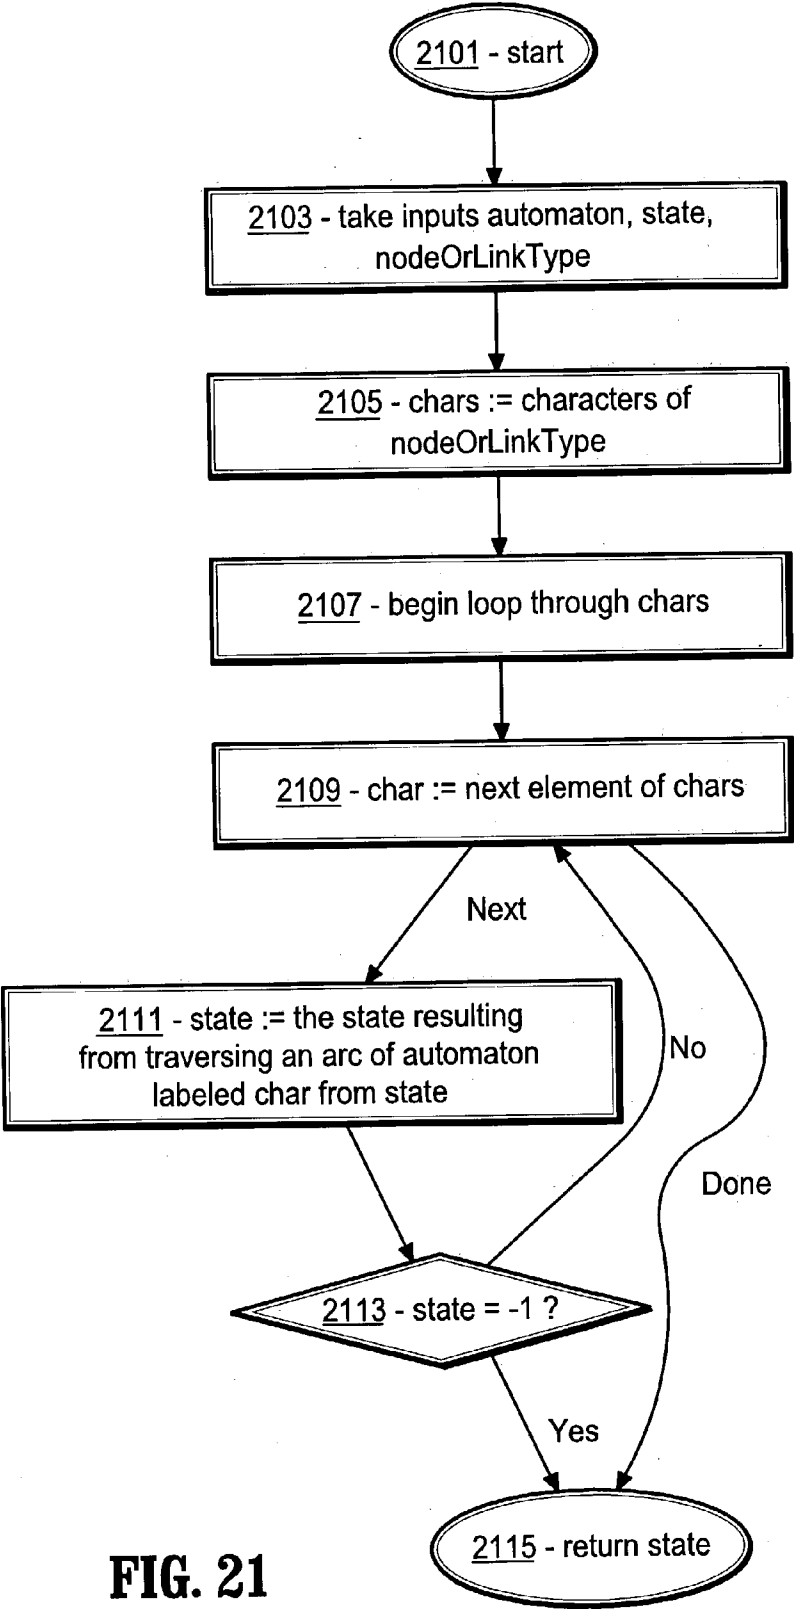 2101 - start
2103 - take inputs automaton, state,
nodeOrLinkType
2105 - chars := characters of
nodeOrLinkType
2107 - begin loop through chars
2109 - char := next element of chars
Next
2111 - state := the state resulting
from traversing an arc of automaton
labeled char from state
No
Done
2113 - state = -1 ?
Yes
2115 - return state
FIG. 21